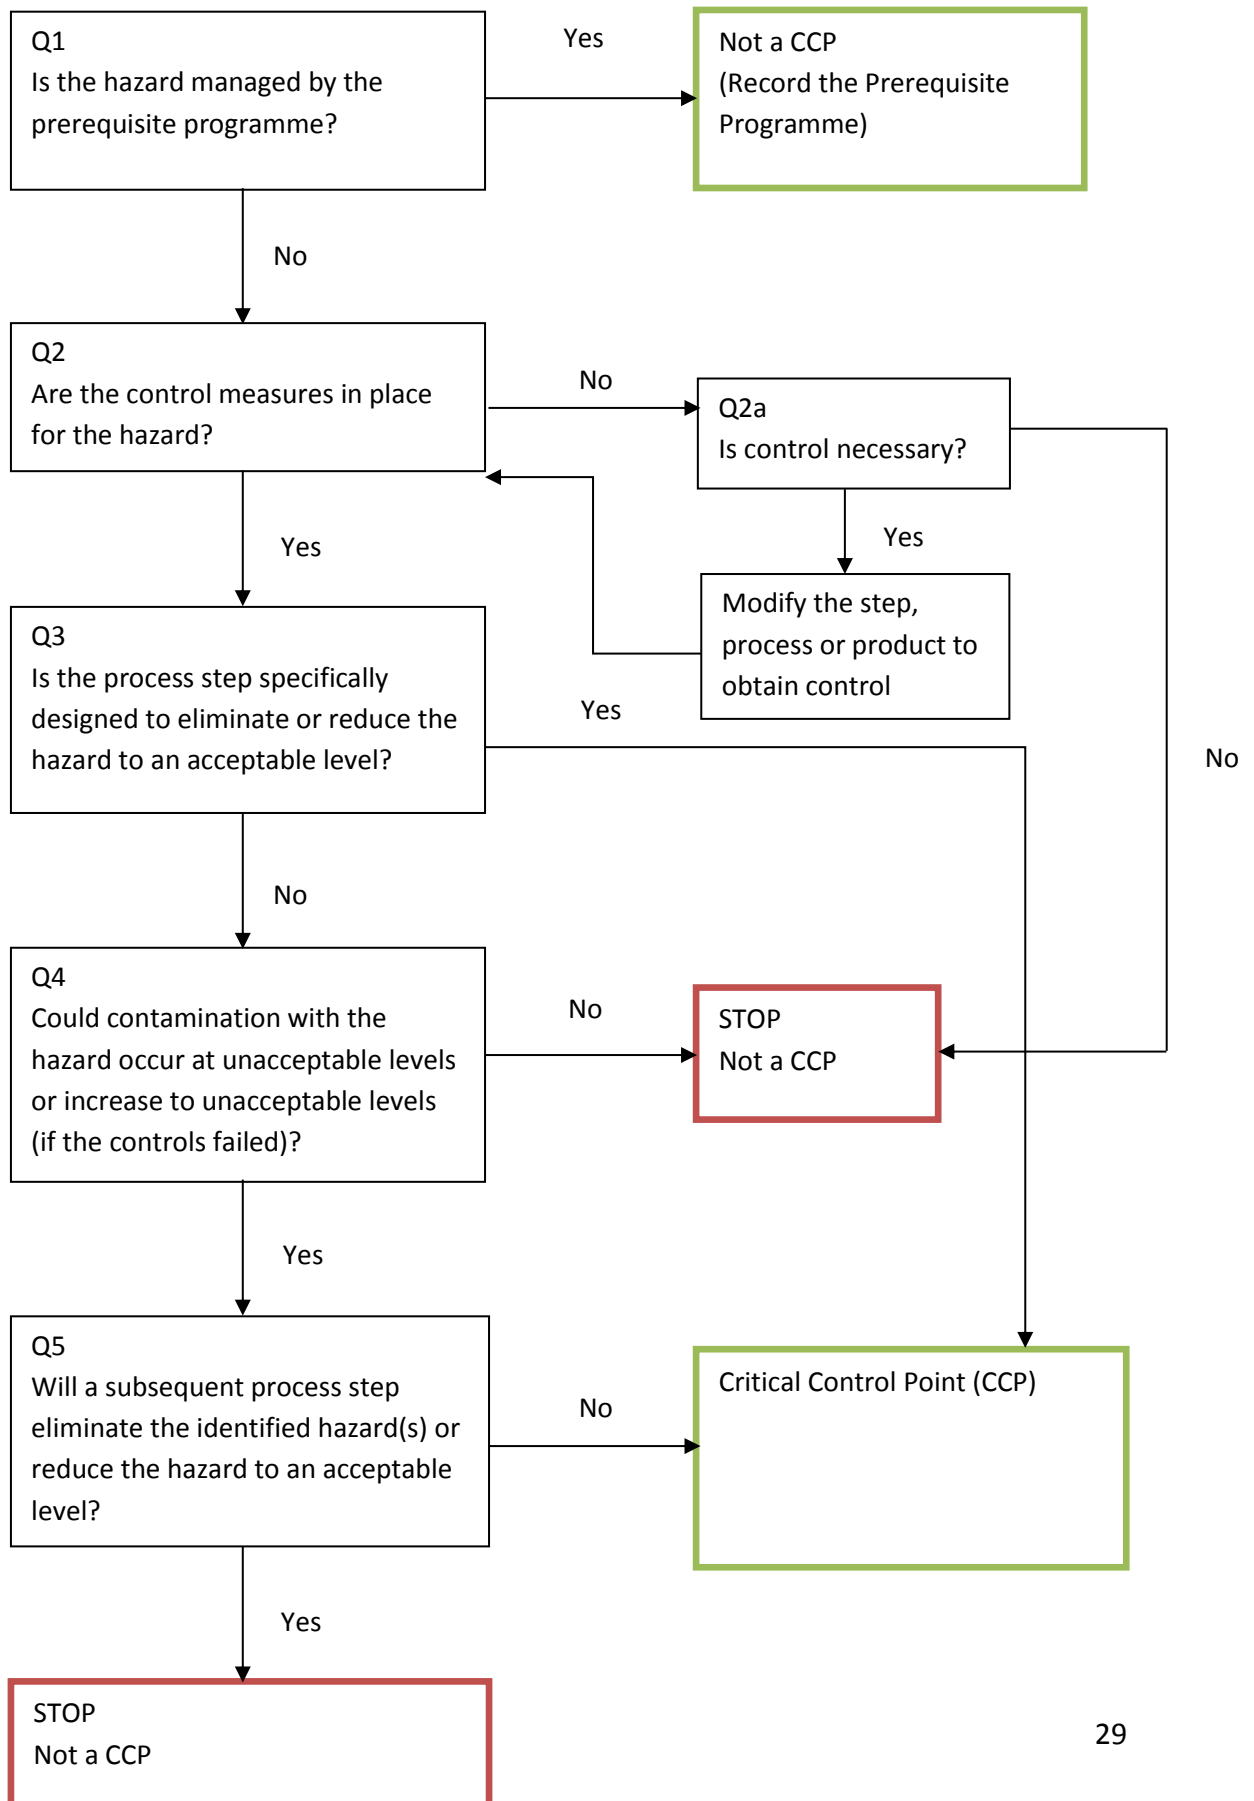 Q1
Is the hazard managed by the
prerequisite programme?
Yes
Not a CCP
(Record the Prerequisite
Programme)
No
Q2
Are the control measures in place
for the hazard?
No
Q2a
Is control necessary?
Yes
Yes
Modify the step,
process or product to
obtain control
Q3
Is the process step specifically
designed to eliminate or reduce the
hazard to an acceptable level?
Yes
No
No
Q4
Could contamination with the
hazard occur at unacceptable levels
or increase to unacceptable levels
(if the controls failed)?
No
STOP
Not a CCP
Yes
Q5
Will a subsequent process step
eliminate the identified hazard(s) or
reduce the hazard to an acceptable
level?
No
Critical Control Point (CCP)
Yes
STOP
Not a CCP
29